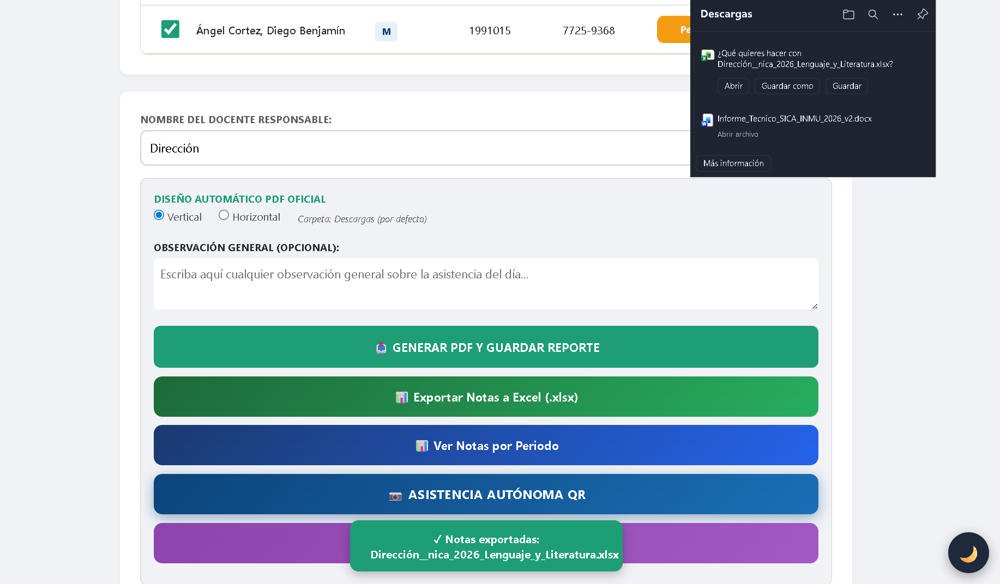 Ángel Cortez, Diego Benjamín M 1991015 7725-9368
Descargas
¿Qué quieres hacer con
Dirección__nica_2026_Lenguaje_y_Literatura.xlsx?
Abrir Guardar como Guardar
Informe_Tecnico_SICA_INMU_2026_v2.docx
Abrir archivo
Más información
NOMBRE DEL DOCENTE RESPONSABLE:
Dirección
DISEÑO AUTOMÁTICO PDF OFICIAL
Vertical Horizontal Carpeta: Descargas (por defecto)
OBSERVACIÓN GENERAL (OPCIONAL):
Escriba aquí cualquier observación general sobre la asistencia del día...
GENERAR PDF Y GUARDAR REPORTE
Exportar Notas a Excel (.xlsx)
Ver Notas por Periodo
ASISTENCIA AUTÓNOMA QR
✓ Notas exportadas:
Dirección__nica_2026_Lenguaje_y_Literatura.xlsx